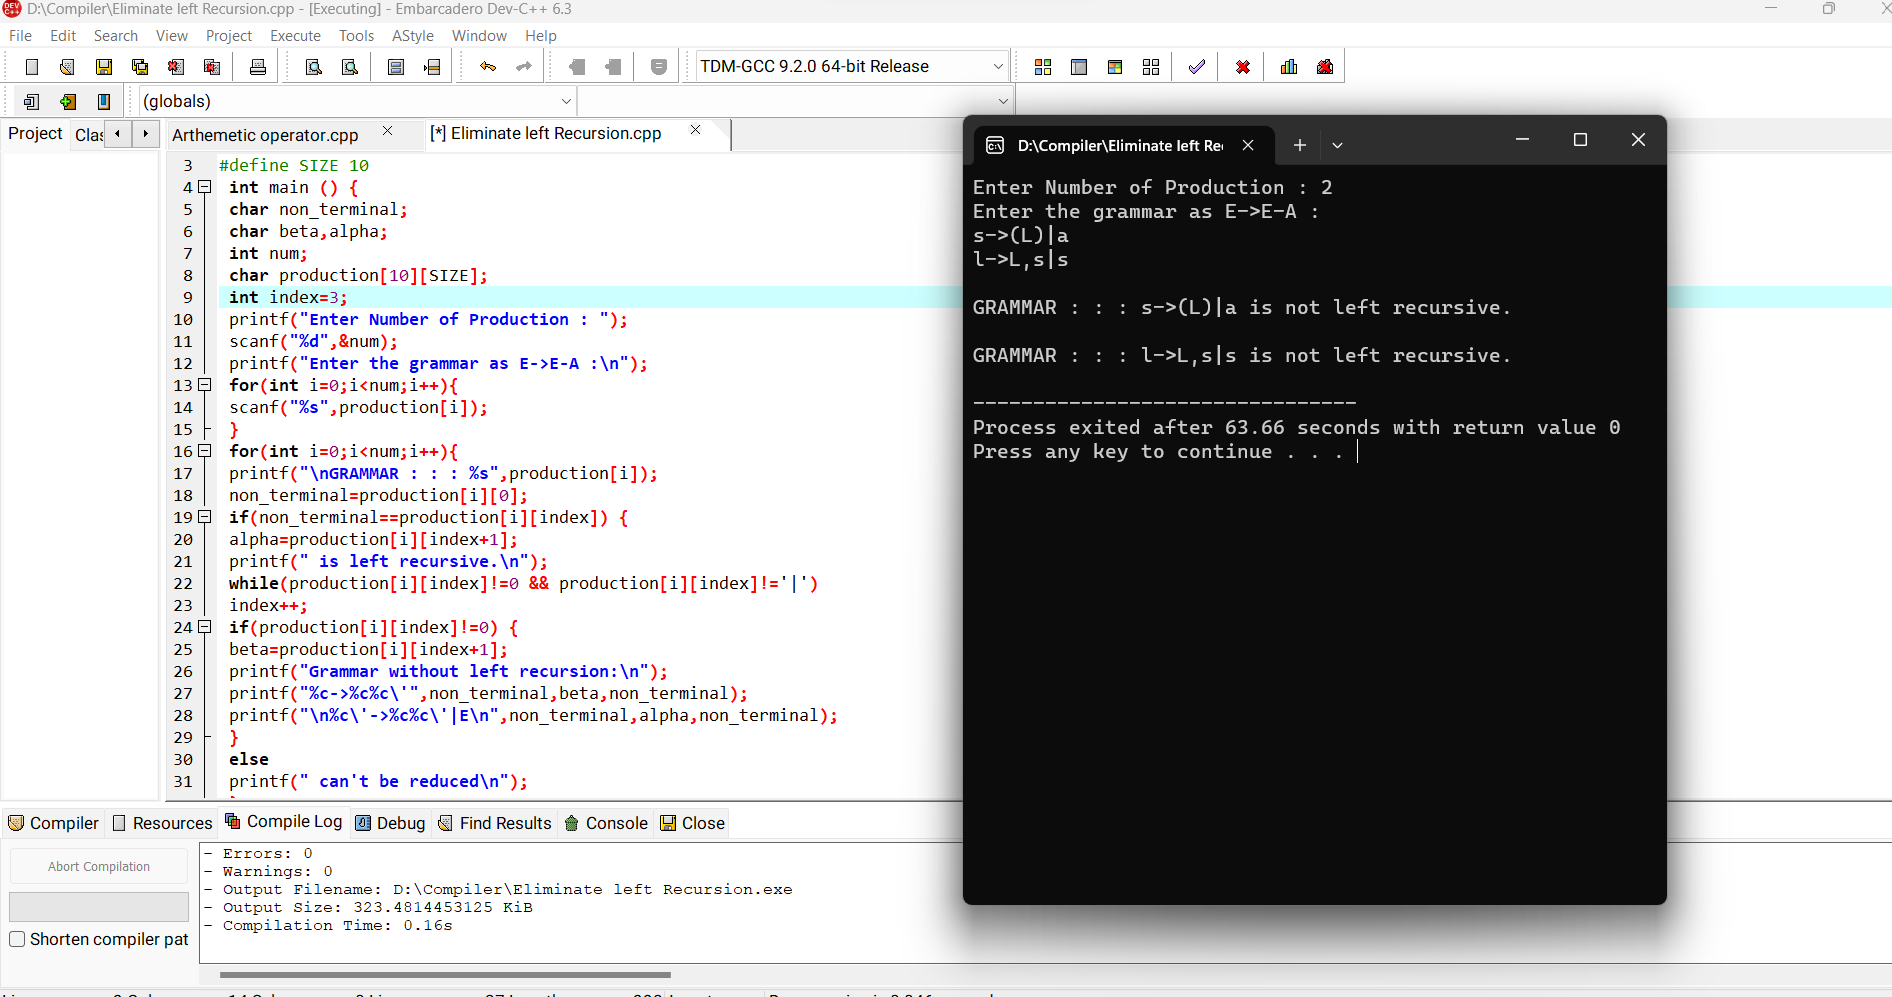 D:\Compiler\Eliminate left Recursion.cpp - [Executing] - Embarcadero Dev-C++ 6.3
File Edit Search View Project Execute Tools AStyle Window Help
TDM-GCC 9.2.0 64-bit Release
(globals)
Project Clas Arthemetic operator.cpp [*] Eliminate left Recursion.cpp
3 #define SIZE 10
4 int main () {
5 char non_terminal;
6 char beta,alpha;
7 int num;
8 char production[10][SIZE];
9 int index=3;
10 printf("Enter Number of Production : ");
11 scanf("%d",&num);
12 printf("Enter the grammar as E->E-A :\n");
13 for(int i=0;i<num;i++){
14 scanf("%s",production[i]);
15 }
16 for(int i=0;i<num;i++){
17 printf("\nGRAMMAR : : : %s",production[i]);
18 non_terminal=production[i][0];
19 if(non_terminal==production[i][index]) {
20 alpha=production[i][index+1];
21 printf(" is left recursive.\n");
22 while(production[i][index]!=0 && production[i][index]!='|')
23 index++;
24 if(production[i][index]!=0) {
25 beta=production[i][index+1];
26 printf("Grammar without left recursion:\n");
27 printf("%c->%c%c\'",non_terminal,beta,non_terminal);
28 printf("\n%c\'->%c%c\'|E\n",non_terminal,alpha,non_terminal);
29 }
30 else
31 printf(" can't be reduced\n");
D:\Compiler\Eliminate left Re
Enter Number of Production : 2
Enter the grammar as E->E-A :
s->(L)|a
l->L,s|s
GRAMMAR : : : s->(L)|a is not left recursive.
GRAMMAR : : : l->L,s|s is not left recursive.
--------------------------------
Process exited after 63.66 seconds with return value 0
Press any key to continue . . .
Compiler Resources Compile Log Debug Find Results Console Close
Abort Compilation
Shorten compiler pat
- Errors: 0
- Warnings: 0
- Output Filename: D:\Compiler\Eliminate left Recursion.exe
- Output Size: 323.4814453125 KiB
- Compilation Time: 0.16s